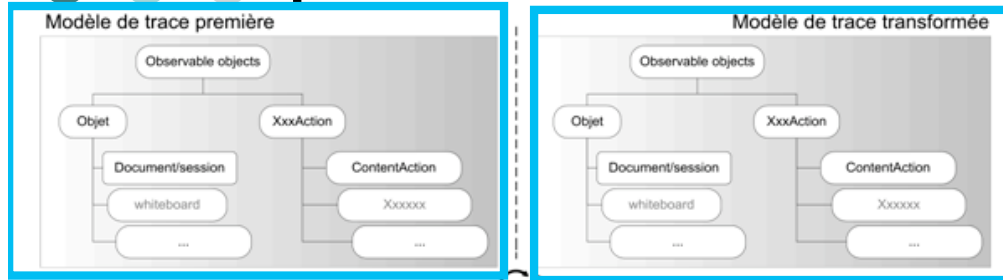 Modèle de trace première
Observable objects
Objet
XxxAction
Document/session
ContentAction
whiteboard
Xxxxxx
...
...
Modèle de trace transformée
Observable objects
Objet
XxxAction
Document/session
ContentAction
whiteboard
Xxxxxx
...
...